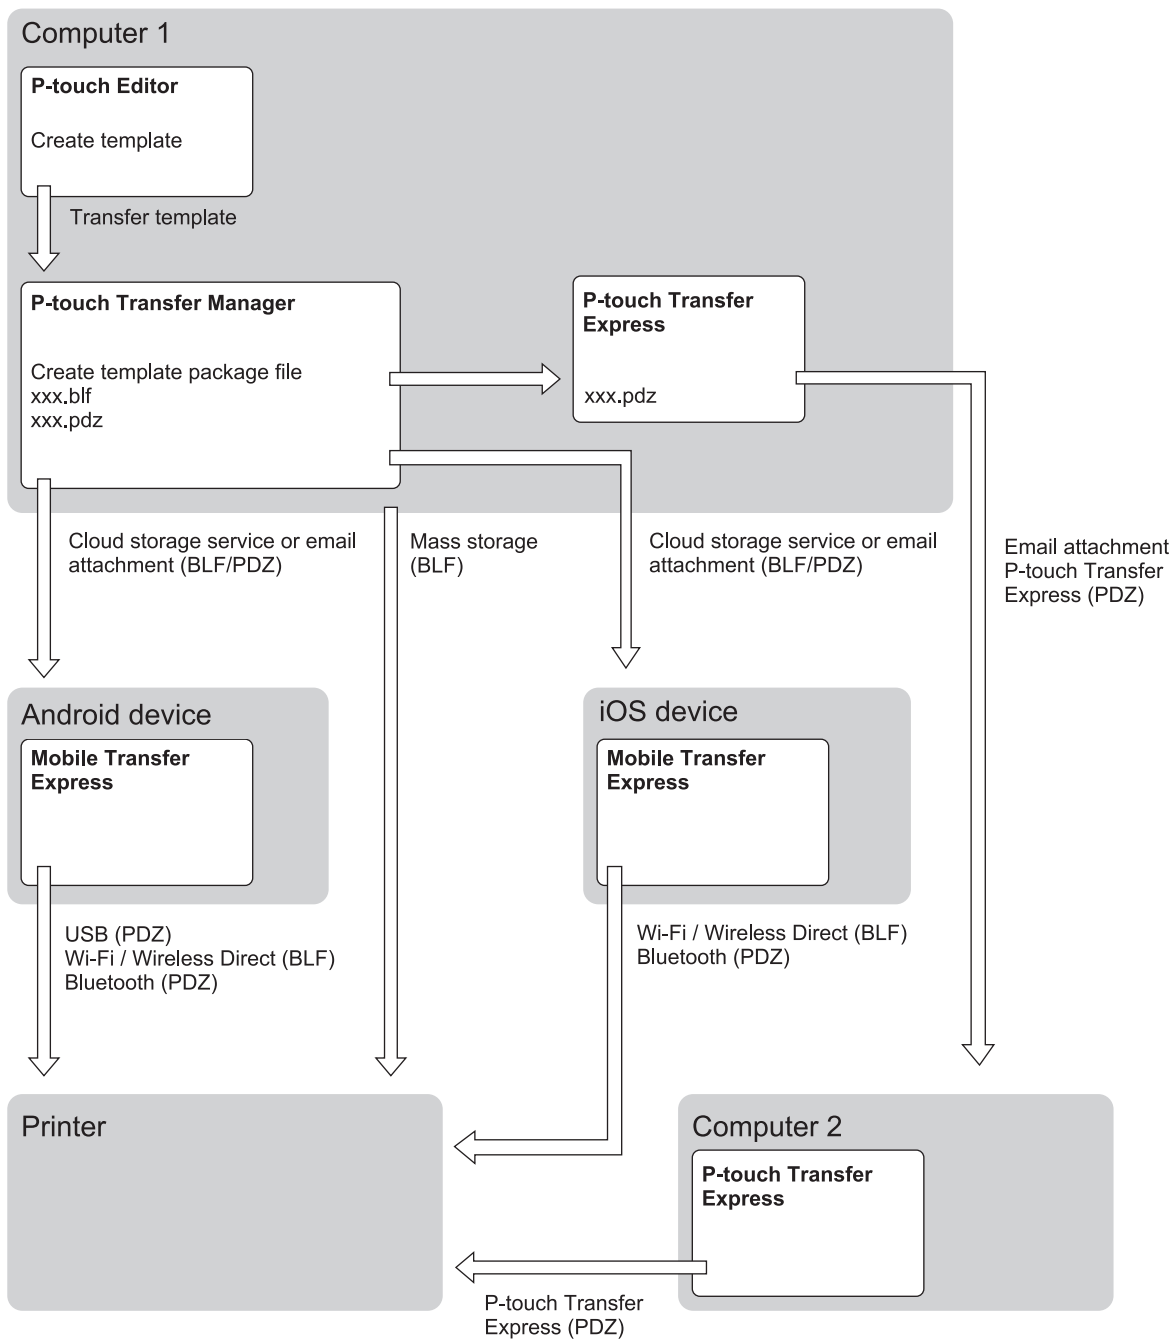 Computer 1
P-touch Editor
Create template
Transfer template
P-touch Transfer Manager
Create template package file
xxx.blf
xxx.pdz
P-touch Transfer
Express
xxx.pdz
Cloud storage service or email
attachment (BLF/PDZ)
Mass storage
(BLF)
Cloud storage service or email
attachment (BLF/PDZ)
Email attachment
P-touch Transfer
Express (PDZ)
Android device
Mobile Transfer
Express
iOS device
Mobile Transfer
Express
USB (PDZ)
Wi-Fi / Wireless Direct (BLF)
Bluetooth (PDZ)
Wi-Fi / Wireless Direct (BLF)
Bluetooth (PDZ)
Printer
Computer 2
P-touch Transfer
Express
P-touch Transfer
Express (PDZ)